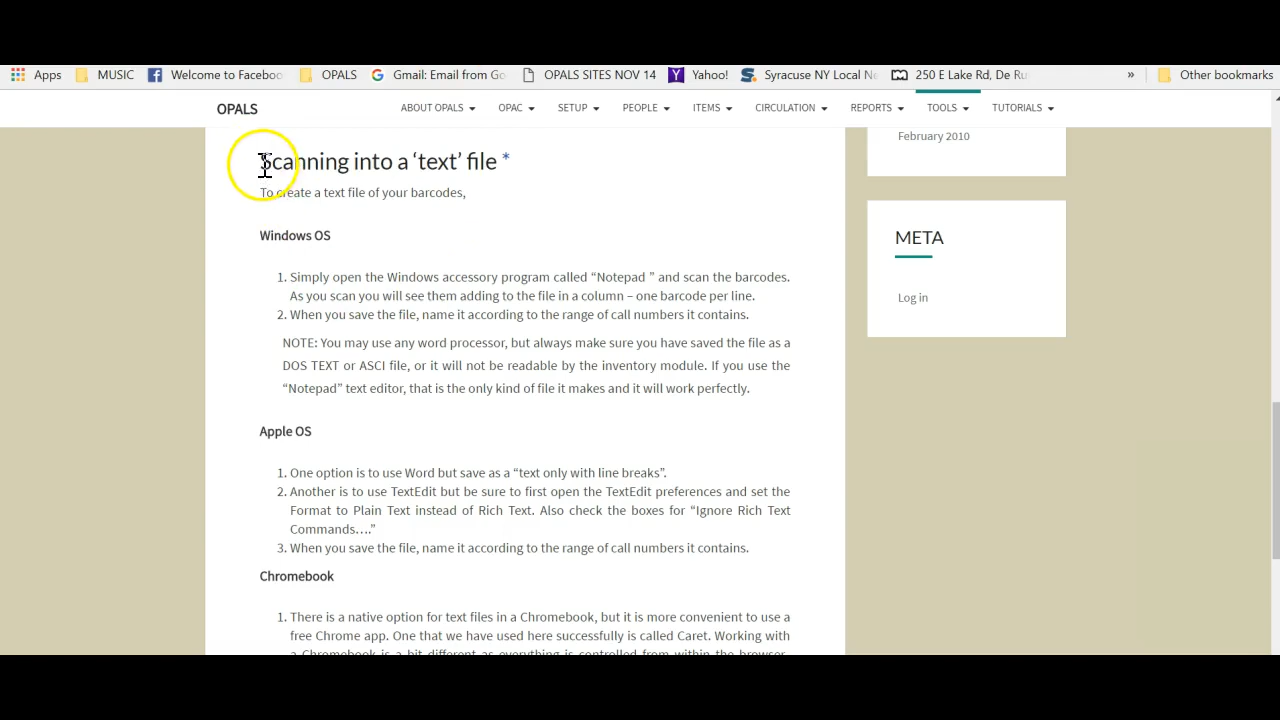 Apps MUSIC Welcome to Faceboo OPALS Gmail: Email from Go OPALS SITES NOV 14 Yahoo! Syracuse NY Local Ne 250 E Lake Rd, De Ru » Other bookmarks
OPALS ABOUT OPALS OPAC SETUP PEOPLE ITEMS CIRCULATION REPORTS TOOLS TUTORIALS
February 2010
Scanning into a ‘text’ file *
To create a text file of your barcodes,
META
Log in
Windows OS
1. Simply open the Windows accessory program called “Notepad ” and scan the barcodes.
As you scan you will see them adding to the file in a column – one barcode per line.
2. When you save the file, name it according to the range of call numbers it contains.
NOTE: You may use any word processor, but always make sure you have saved the file as a
DOS TEXT or ASCI file, or it will not be readable by the inventory module. If you use the
“Notepad” text editor, that is the only kind of file it makes and it will work perfectly.
Apple OS
1. One option is to use Word but save as a “text only with line breaks”.
2. Another is to use TextEdit but be sure to first open the TextEdit preferences and set the
Format to Plain Text instead of Rich Text. Also check the boxes for “Ignore Rich Text
Commands….”
3. When you save the file, name it according to the range of call numbers it contains.
Chromebook
1. There is a native option for text files in a Chromebook, but it is more convenient to use a
free Chrome app. One that we have used here successfully is called Caret. Working with
a Chromebook is a bit different as everything is controlled from within the browser.